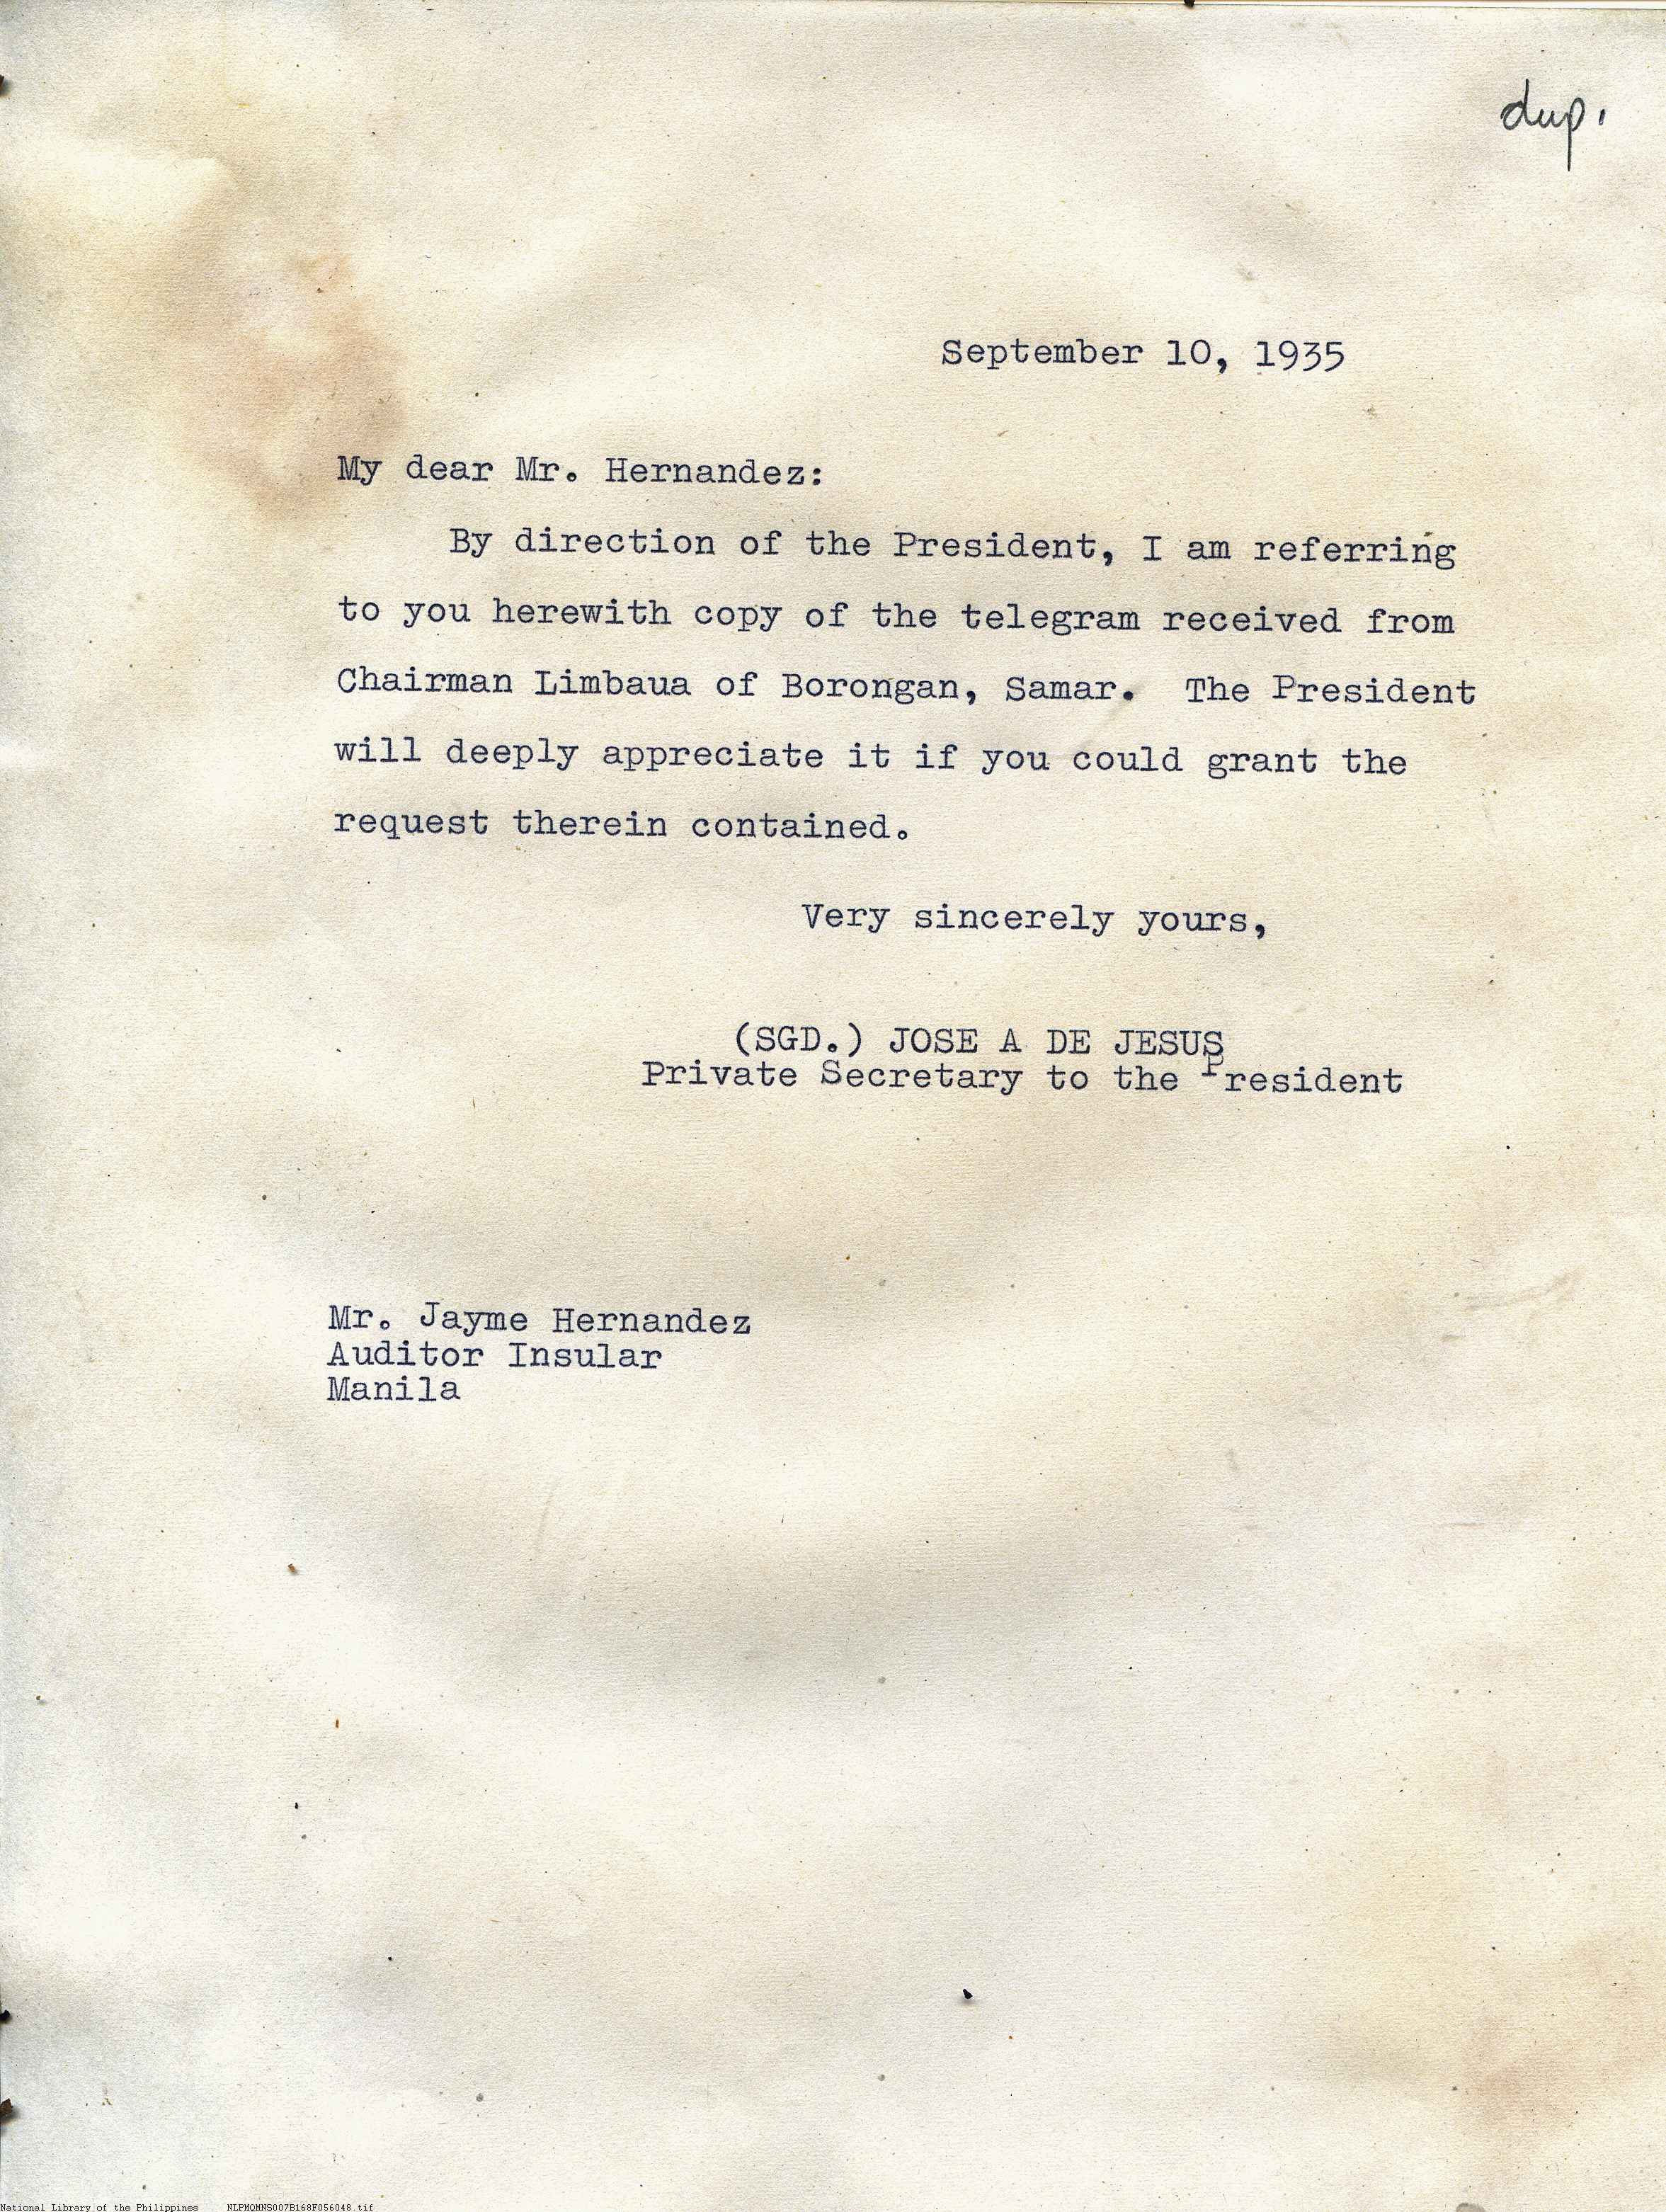 dup.
September 10, 1935
My dear Mr. Hernandez:
By direction of the President, I am referring
to you herewith copy of the telegram received from
Chairman Limbaua of Borongan, Samar. The President
will deeply appreciate it if you could grant the
request therein contained.
Very sincerely yours,
(SGD.) JOSE A DE JESUS
Private Secretary to the President
Mr. Jayme Hernandez
Auditor Insular
Manila
National Library of the Philippines NLPMQMNS007B168F056048.tif